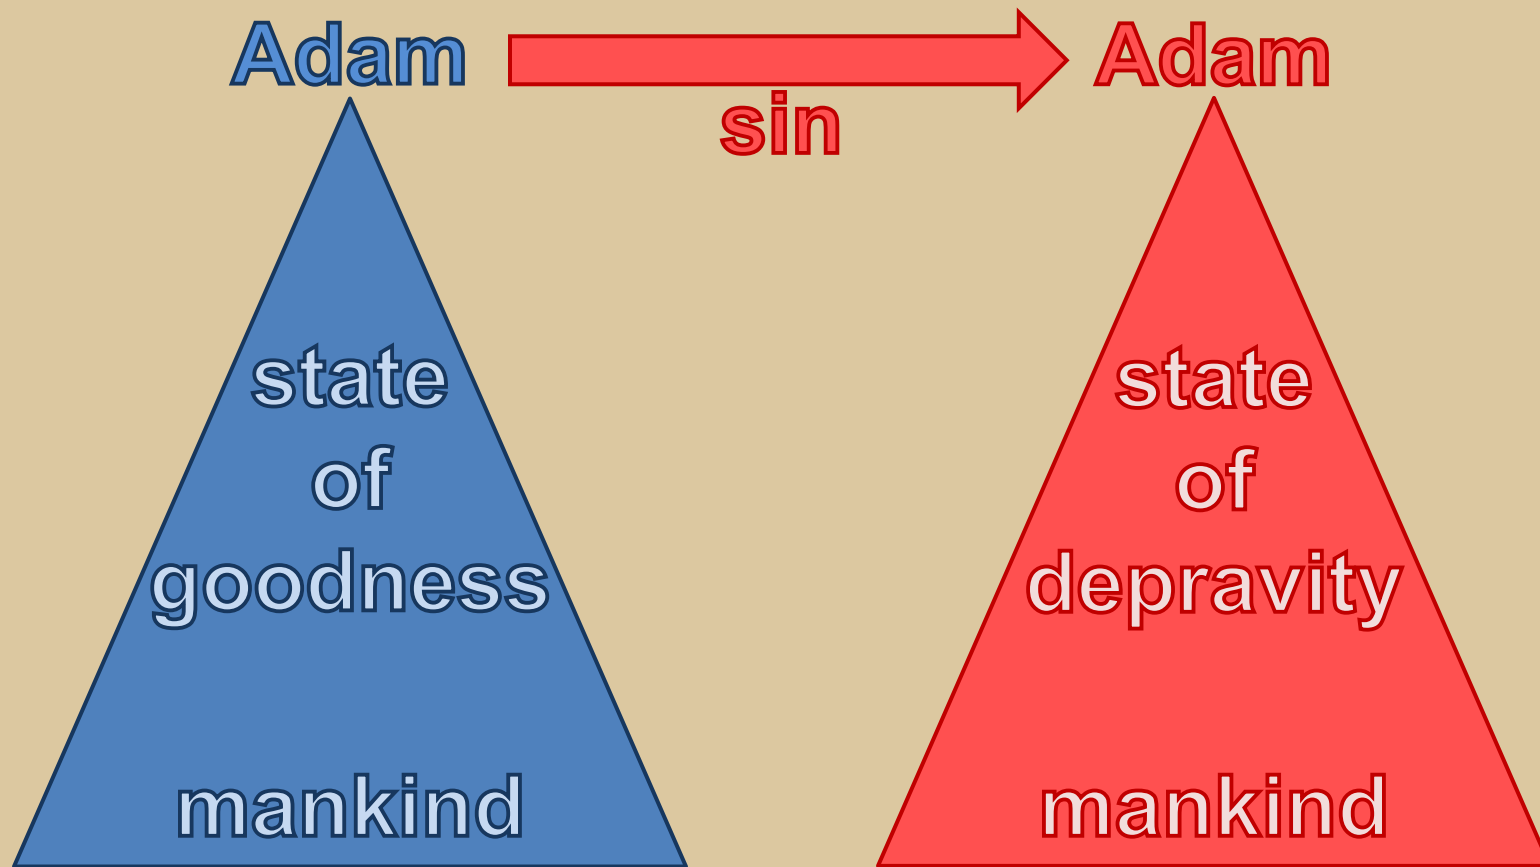 Adam
sin
Adam
state
of
goodness
mankind
state
of
depravity
mankind